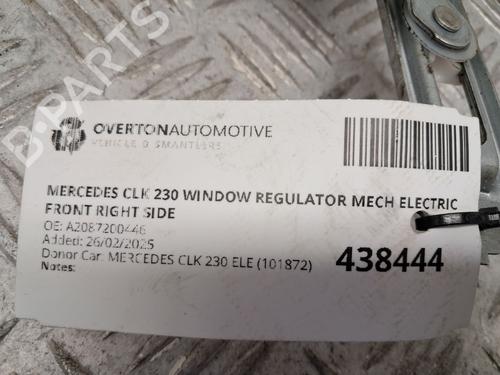 B-PARTS
OVERTONAUTOMOTIVE
VEHICLE DISMANTLERS
MERCEDES CLK 230 WINDOW REGULATOR MECH ELECTRIC
FRONT RIGHT SIDE
OE: A2087200446
Added: 26/02/2025
Donor Car: MERCEDES CLK 230 ELE (101872)
Notes:
438444